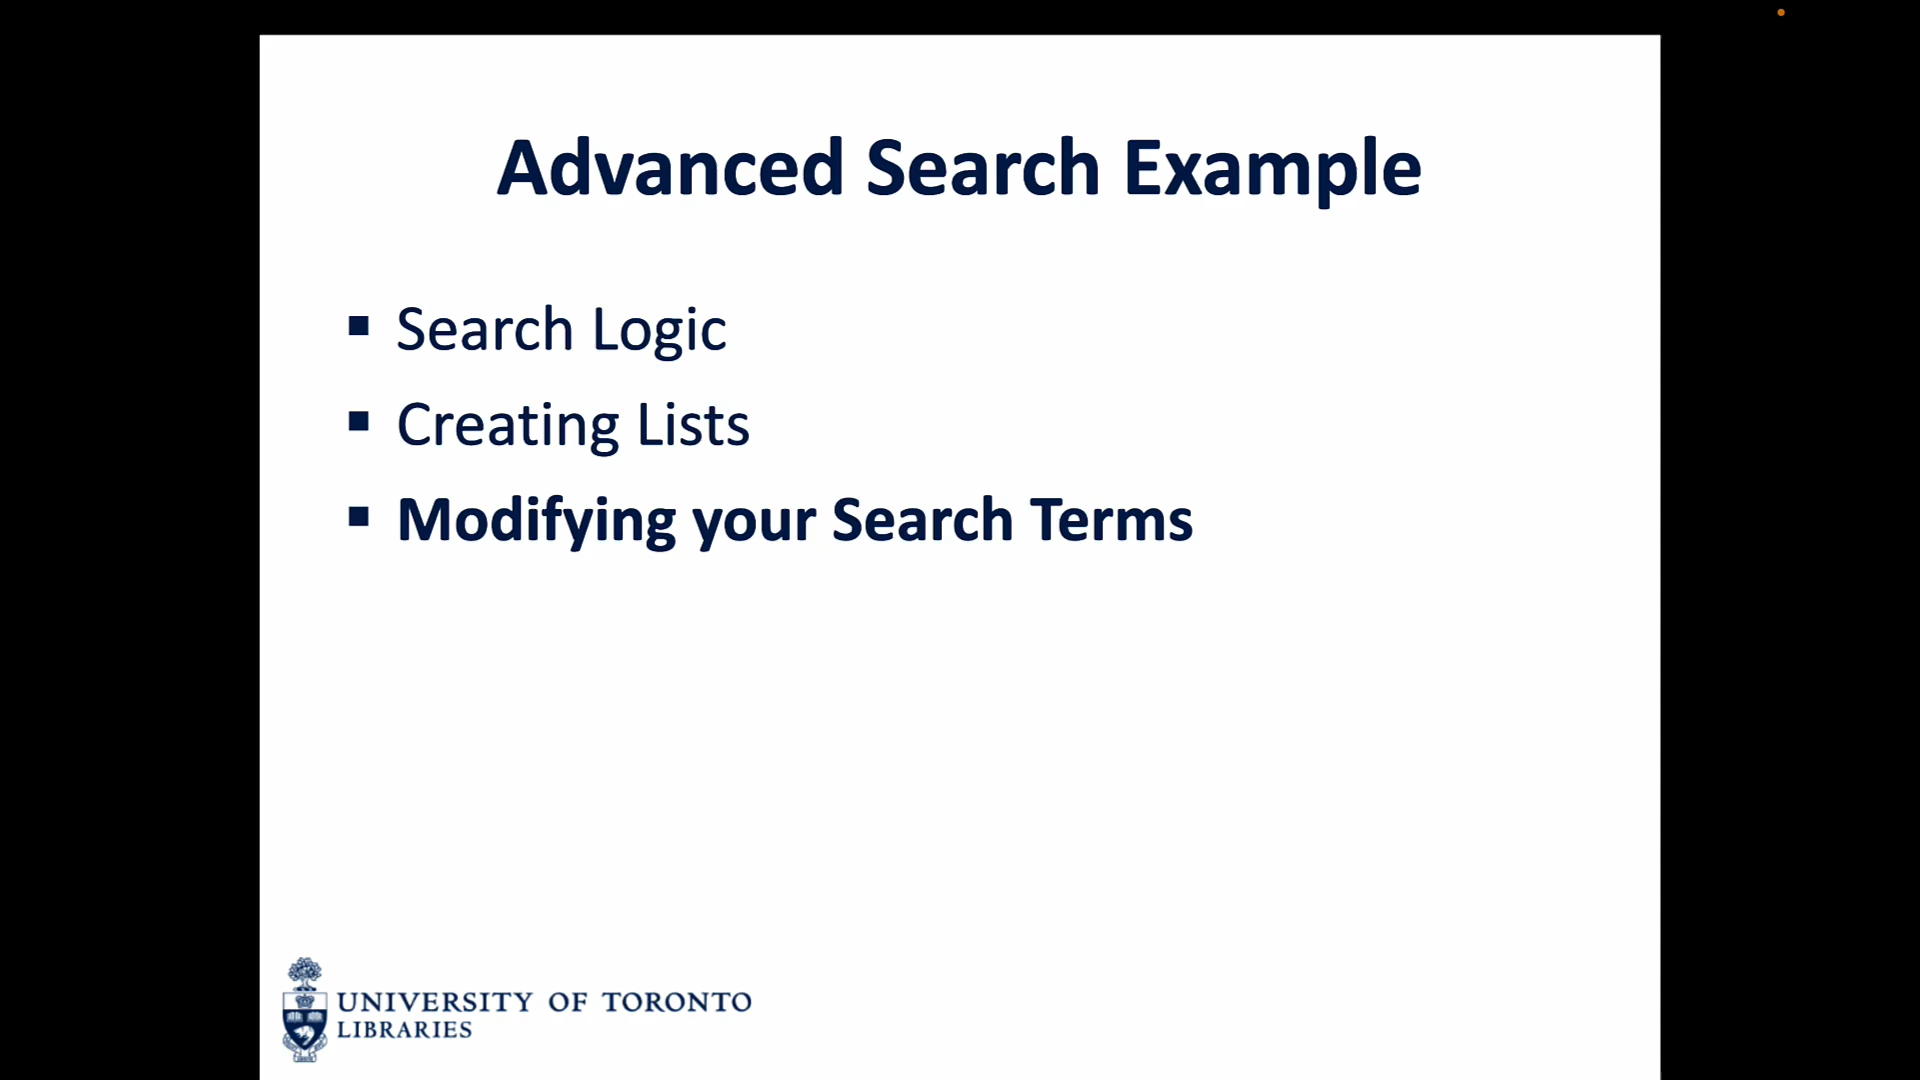 Advanced Search Example
▪ Search Logic
▪ Creating Lists
▪ Modifying your Search Terms
UNIVERSITY OF TORONTO
LIBRARIES